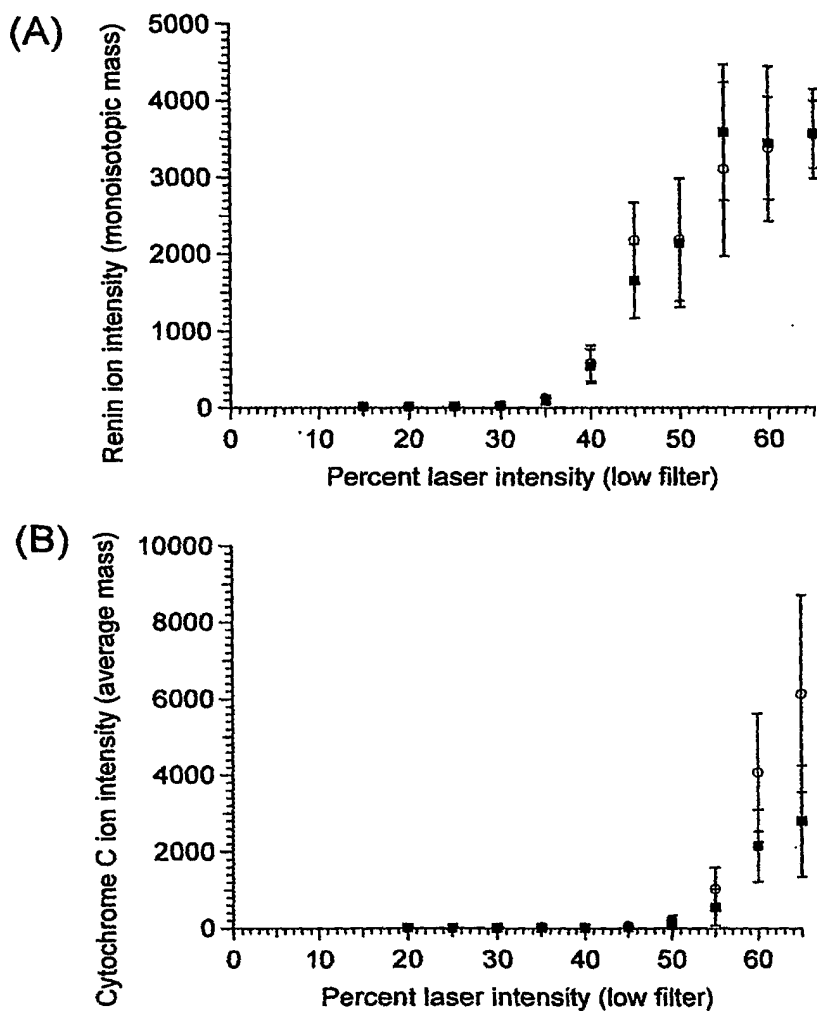 (A)
Renin ion intensity (monoisotopic mass)
5000
4000
3000
2000
1000
0
0 10 20 30 40 50 60
Percent laser intensity (low filter)
(B)
Cytochrome C ion intensity (average mass)
10000
8000
6000
4000
2000
0
0 10 20 30 40 50 60
Percent laser intensity (low filter)